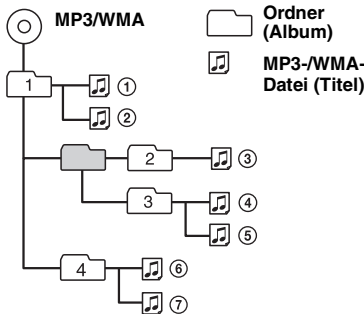 MP3/WMA
Ordner
(Album)
MP3-/WMA-
Datei (Titel)
1
①
②
2
③
3
④
⑤
4
⑥
⑦